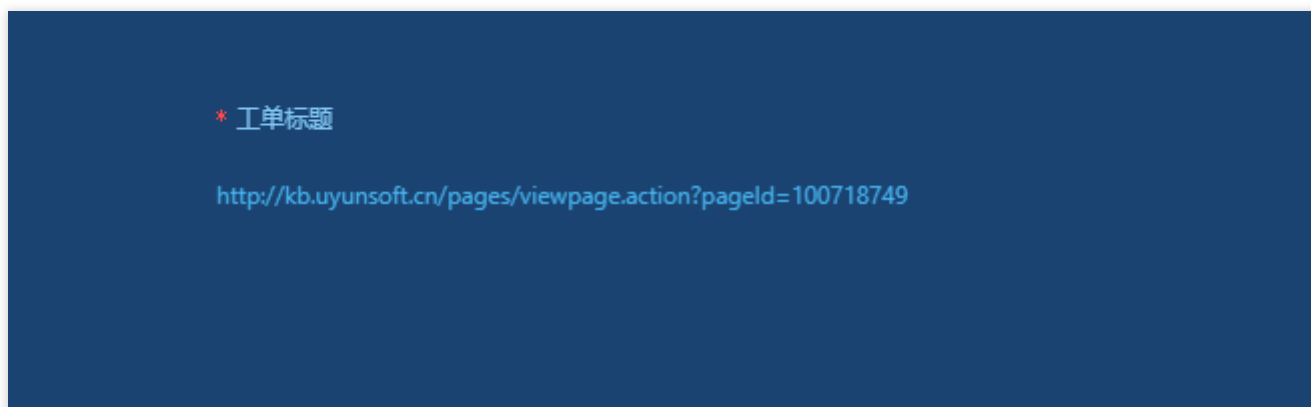 * 工单标题
http://kb.uyunsoft.cn/pages/viewpage.action?pageId=100718749